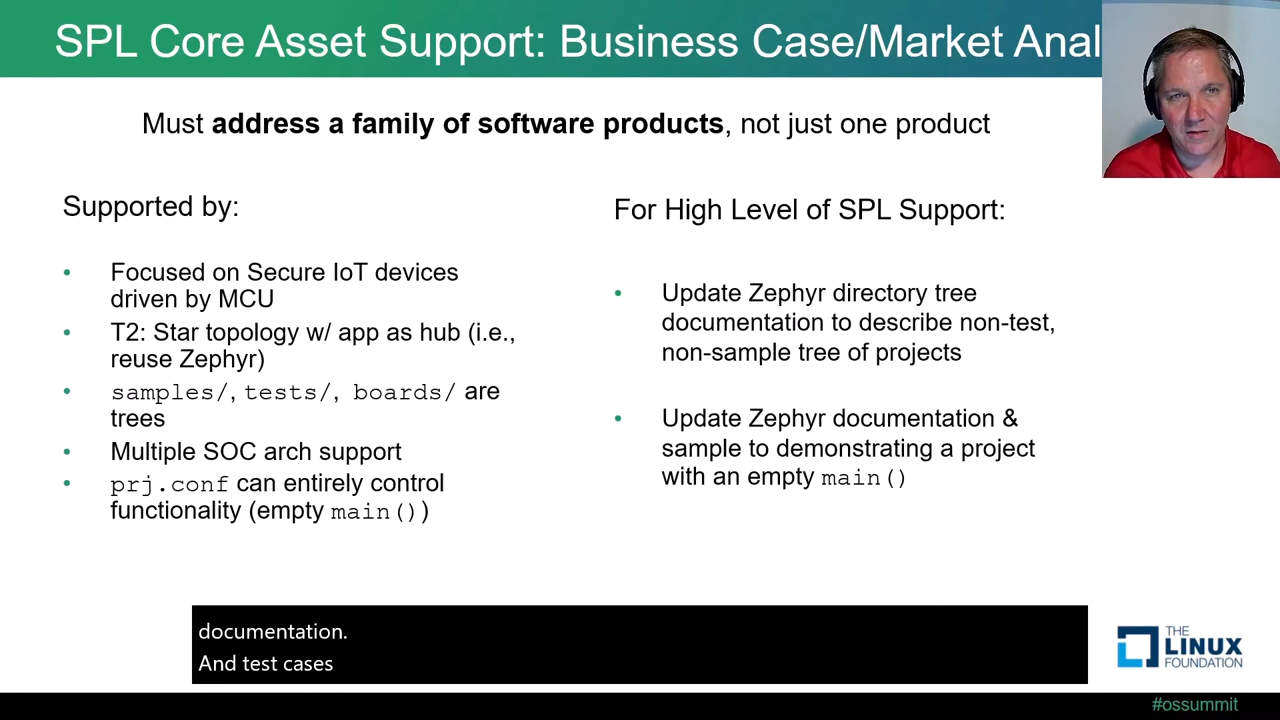 SPL Core Asset Support: Business Case/Market Anal
Must address a family of software products, not just one product
Supported by:
• Focused on Secure IoT devices
driven by MCU
• T2: Star topology w/ app as hub (i.e.,
reuse Zephyr)
• samples/, tests/, boards/ are
trees
• Multiple SOC arch support
• prj.conf can entirely control
functionality (empty main())
For High Level of SPL Support:
• Update Zephyr directory tree
documentation to describe non-test,
non-sample tree of projects
• Update Zephyr documentation &
sample to demonstrating a project
with an empty main()
documentation.
And test cases
THE
LINUX
FOUNDATION
#ossummit